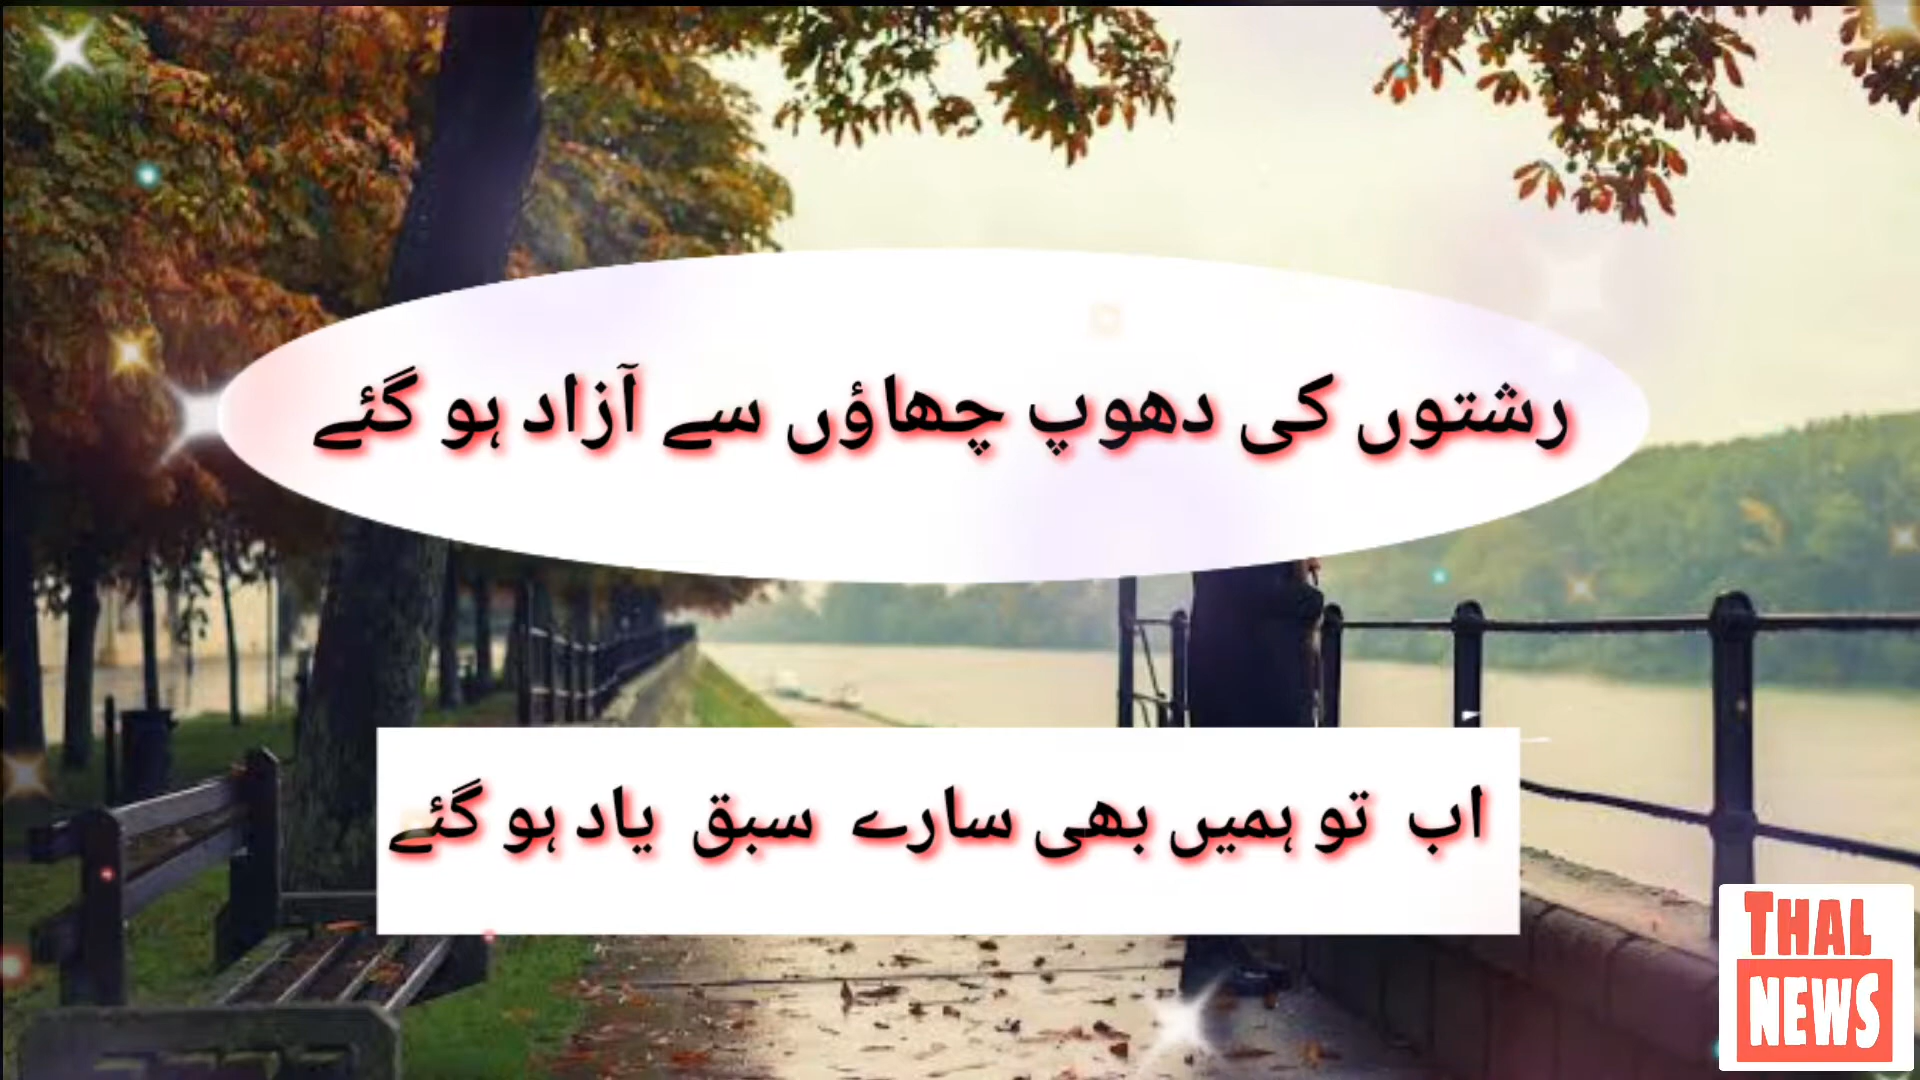 رشتوں کی دھوپ چھاؤں سے آزاد ہو گئے
اب تو ہمیں بھی سارے سبق یاد ہو گئے
THAL
NEWS